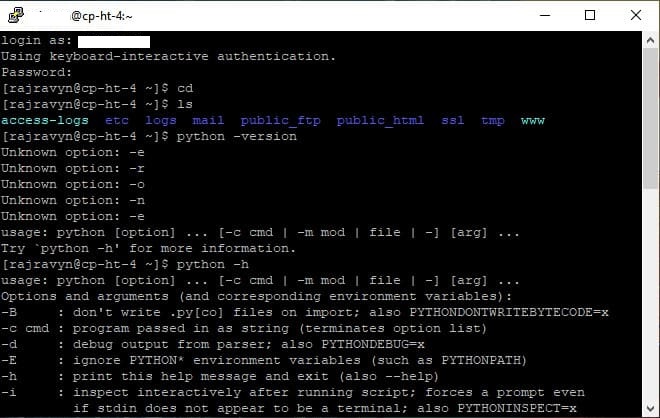 @cp-ht-4:~
login as:
Using keyboard-interactive authentication.
Password:
[rajravyn@cp-ht-4 ~]$ cd
[rajravyn@cp-ht-4 ~]$ ls
access-logs  etc  logs  mail  public_ftp  public_html  ssl  tmp  www
[rajravyn@cp-ht-4 ~]$ python -version
Unknown option: -e
Unknown option: -r
Unknown option: -o
Unknown option: -n
Unknown option: -e
usage: python [option] ... [-c cmd | -m mod | file | -] [arg] ...
Try `python -h' for more information.
[rajravyn@cp-ht-4 ~]$ python -h
usage: python [option] ... [-c cmd | -m mod | file | -] [arg] ...
Options and arguments (and corresponding environment variables):
-B     : don't write .py[co] files on import; also PYTHONDONTWRITEBYTECODE=x
-c cmd : program passed in as string (terminates option list)
-d     : debug output from parser; also PYTHONDEBUG=x
-E     : ignore PYTHON* environment variables (such as PYTHONPATH)
-h     : print this help message and exit (also --help)
-i     : inspect interactively after running script; forces a prompt even
         if stdin does not appear to be a terminal; also PYTHONINSPECT=x